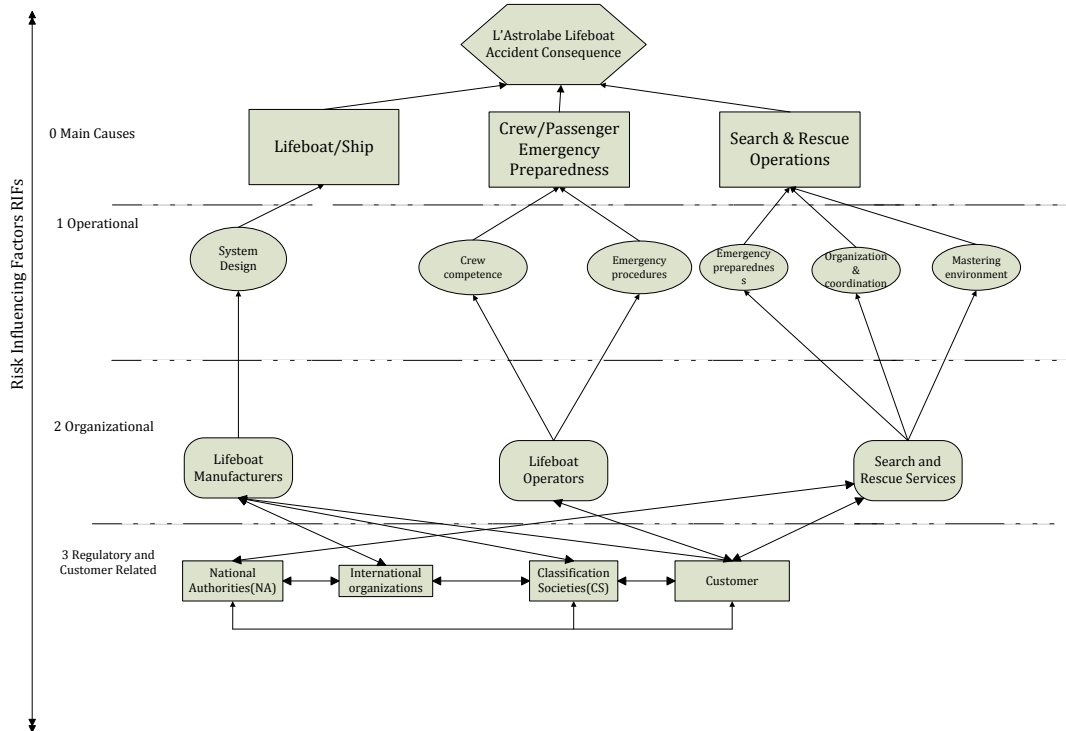 L’Astrolabe Lifeboat
Accident Consequence
0 Main Causes
Lifeboat/Ship
Crew/Passenger
Emergency
Preparedness
Search & Rescue
Operations
Risk Influencing Factors RIFs
1 Operational
System
Design
Crew
competence
Emergency
procedures
Emergency
preparednes
s
Organization
&
coordination
Mastering
environment
2 Organizational
Lifeboat
Manufacturers
Lifeboat
Operators
Search and
Rescue Services
3 Regulatory and
Customer Related
National
Authorities(NA)
International
organizations
Classification
Societies(CS)
Customer